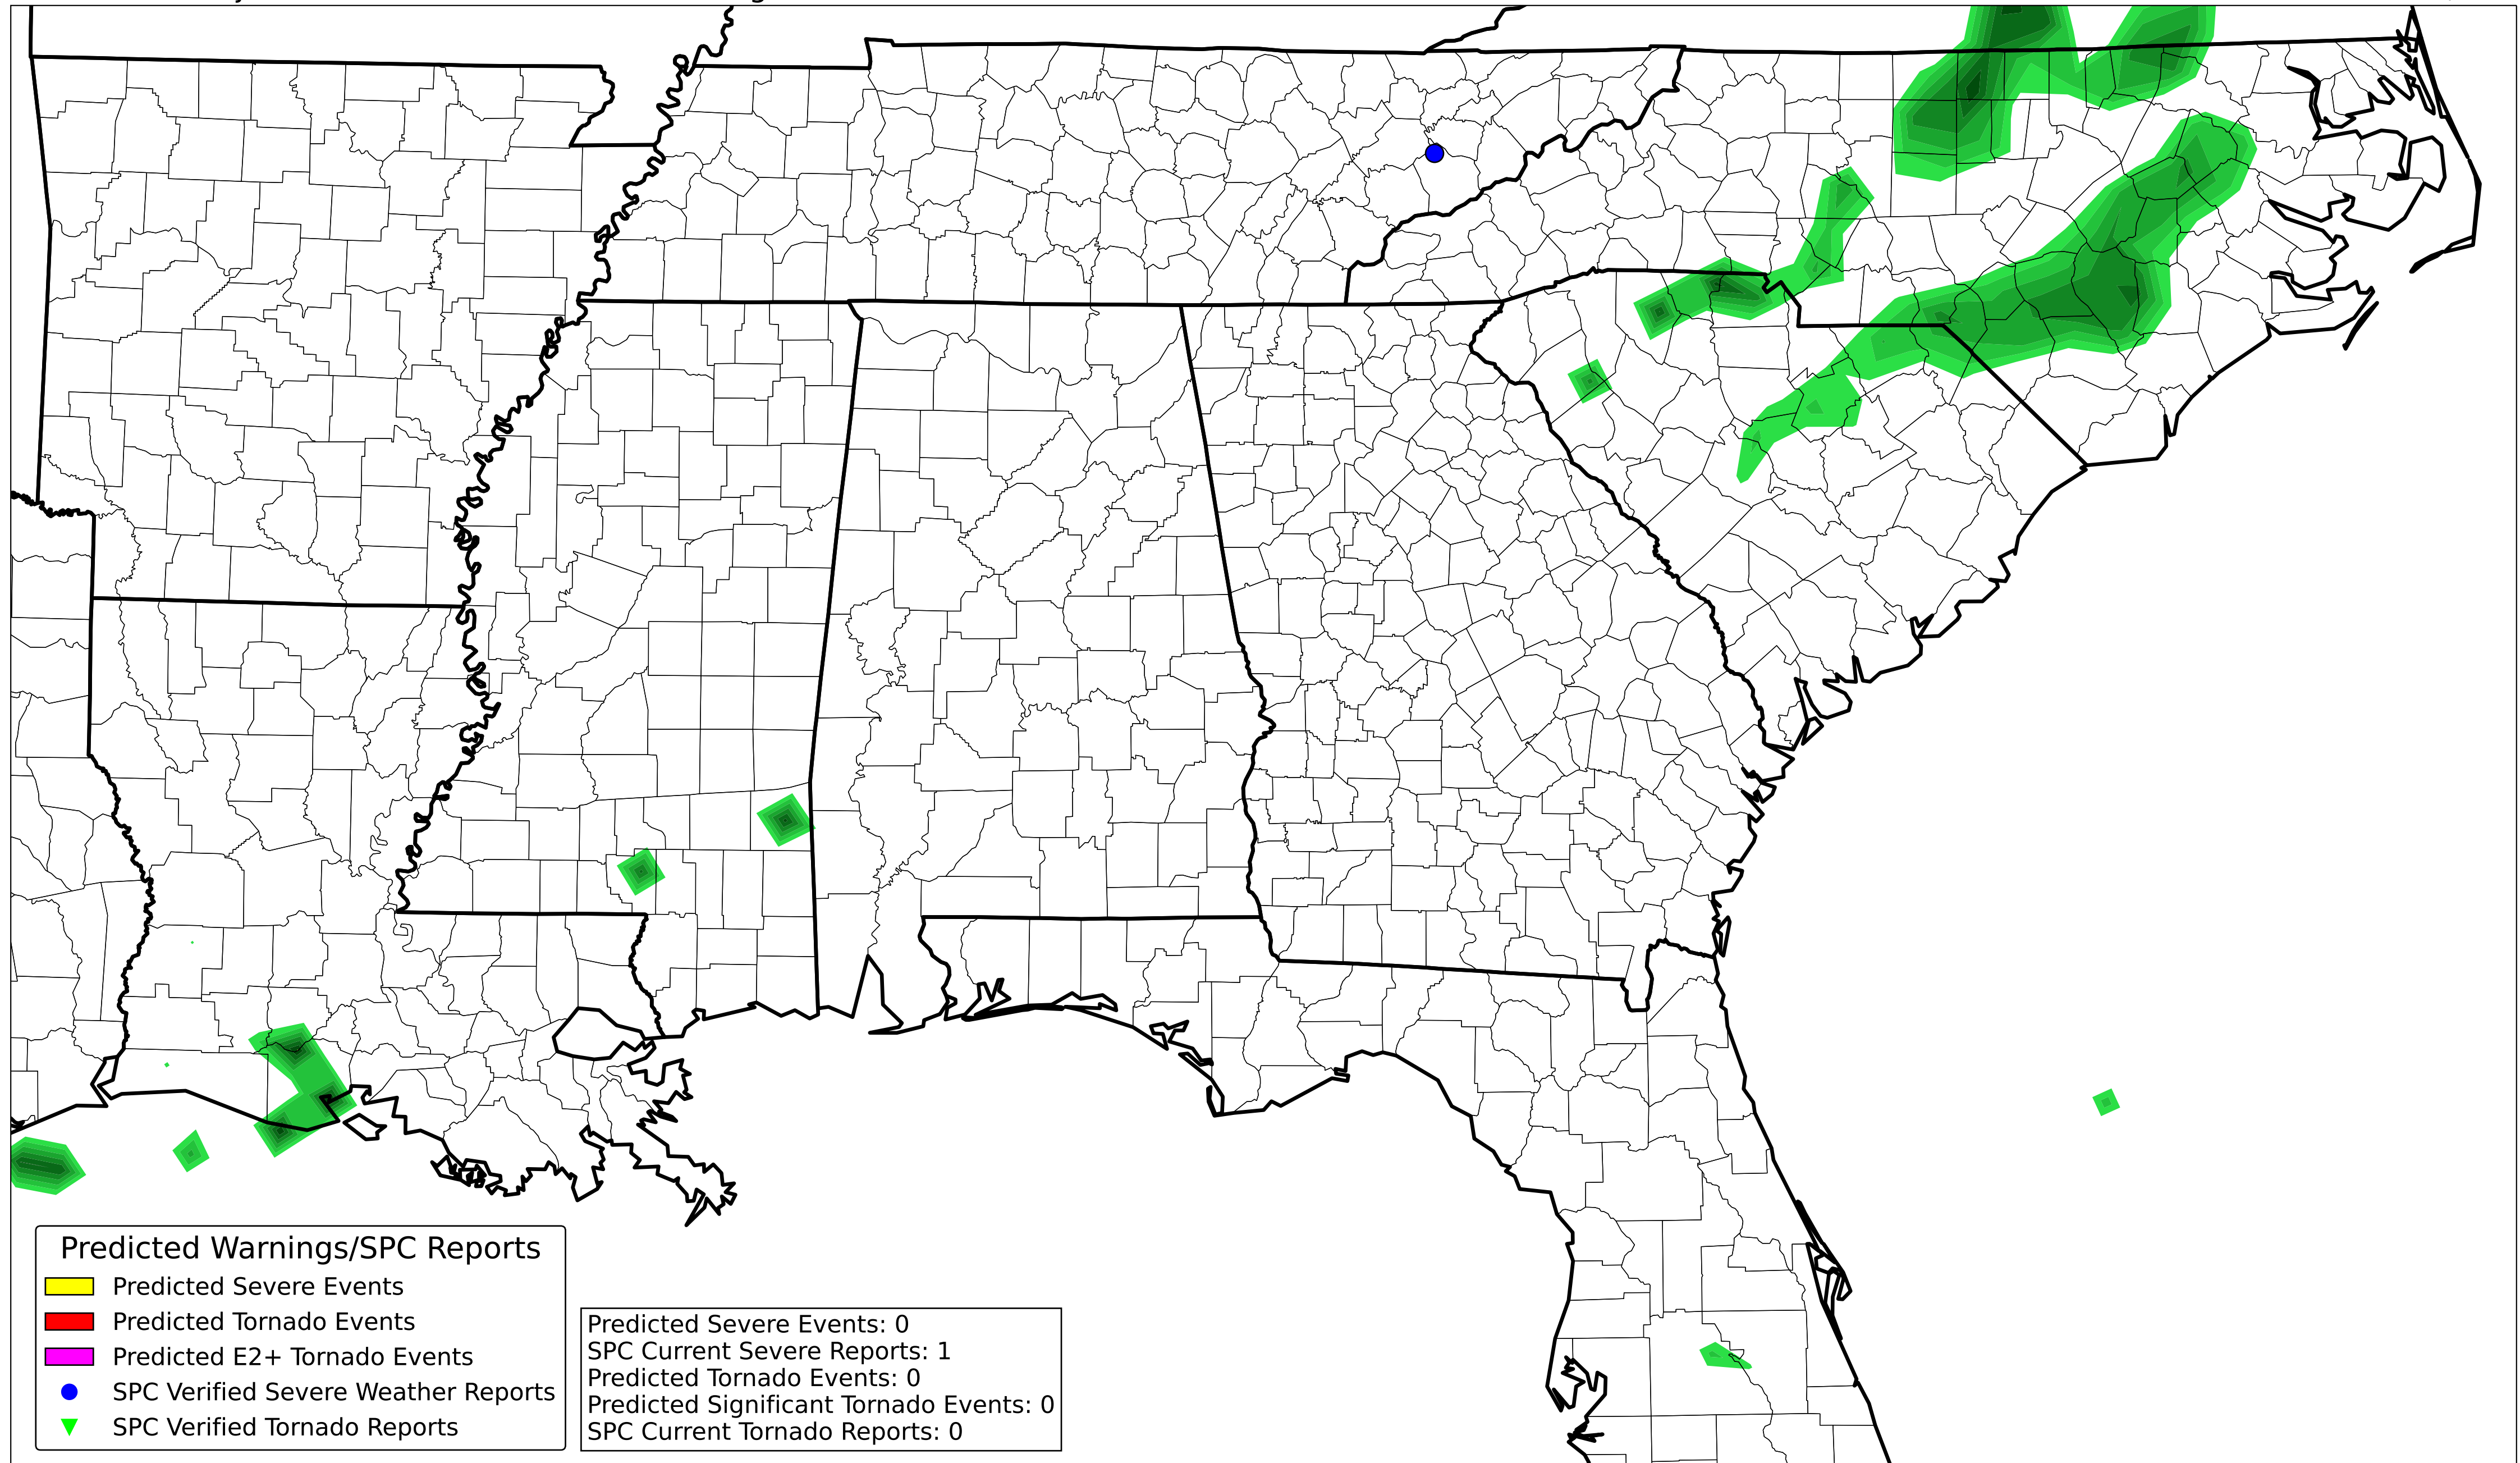 Predicted Warnings/SPC Reports
Predicted Severe Events
Predicted Tornado Events
Predicted E2+ Tornado Events
SPC Verified Severe Weather Reports
SPC Verified Tornado Reports
Predicted Severe Events: 0
SPC Current Severe Reports: 1
Predicted Tornado Events: 0
Predicted Significant Tornado Events: 0
SPC Current Tornado Reports: 0